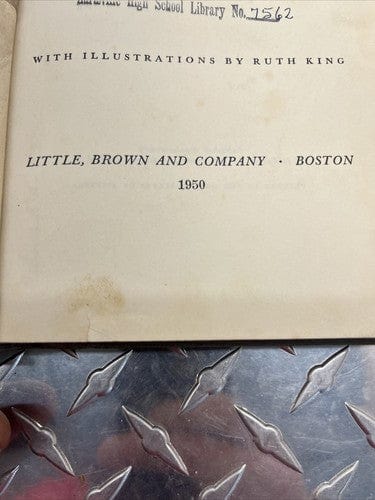 High School Library No. 7562
WITH ILLUSTRATIONS BY RUTH KING
LITTLE, BROWN AND COMPANY · BOSTON
1950